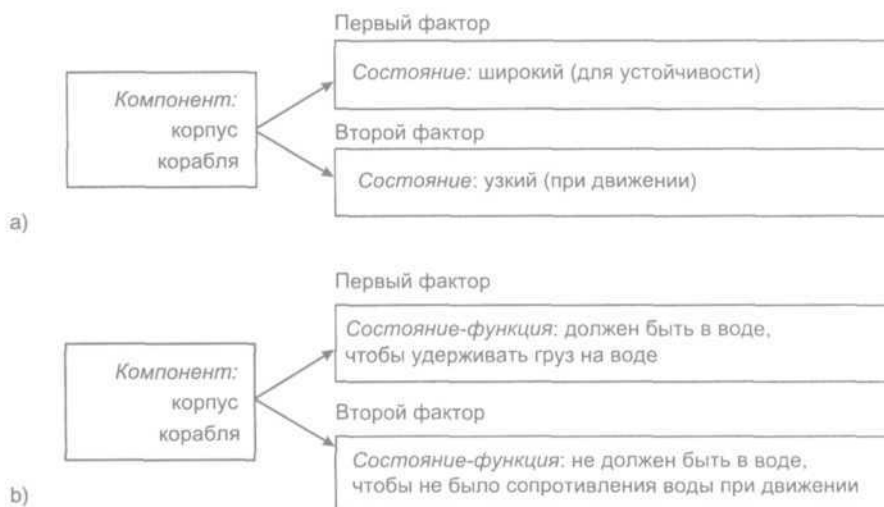 Первый фактор
Состояние: широкий (для устойчивости)
Компонент:
корпус
корабля
Второй фактор
Состояние: узкий (при движении)
a)
Первый фактор
Состояние-функция: должен быть в воде,
чтобы удерживать груз на воде
Компонент:
корпус
корабля
Второй фактор
Состояние-функция: не должен быть в воде,
чтобы не было сопротивления воды при движении
b)